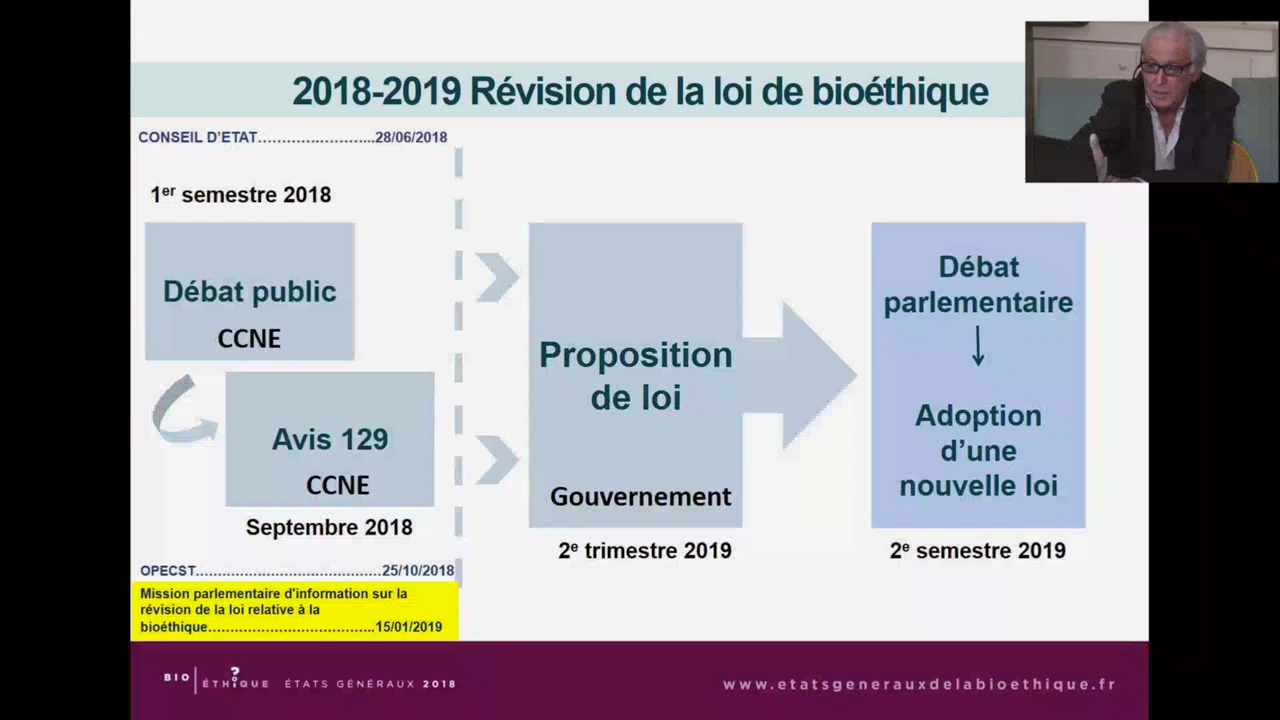 2018-2019 Révision de la loi de bioéthique
CONSEIL D'ETAT........................28/06/2018
1er semestre 2018
Débat public
CCNE
Avis 129
CCNE
Septembre 2018
OPECST.......................................25/10/2018
Mission parlementaire d'information sur la
révision de la loi relative à la
bioéthique....................................15/01/2019
Proposition
de loi
Gouvernement
2e trimestre 2019
Débat
parlementaire
Adoption
d'une
nouvelle loi
2e semestre 2019
BIO ÉTH?QUE ÉTATS GÉNÉRAUX 2018
www.etatsgenerauxdelabioethique.fr